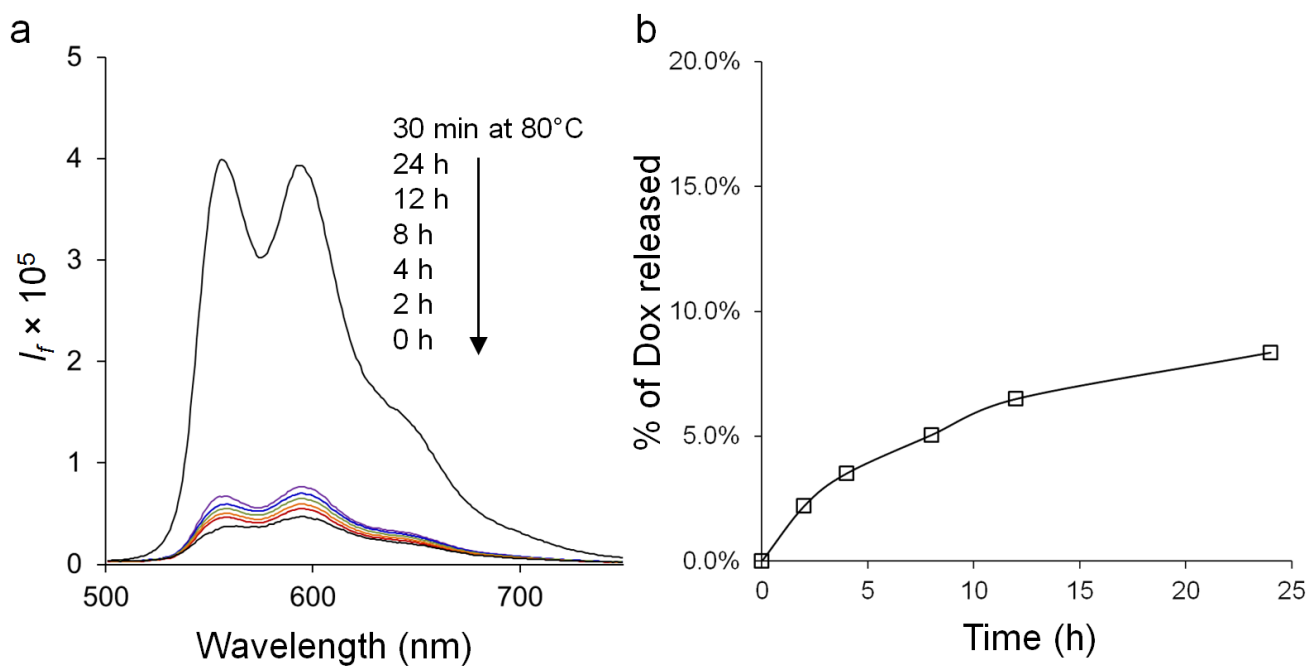 a
5
4
3
2
1
0
I_f × 10⁵
500
600
700
Wavelength (nm)
30 min at 80°C
24 h
12 h
8 h
4 h
2 h
0 h
b
20.0%
15.0%
10.0%
5.0%
0.0%
% of Dox released
0
5
10
15
20
25
Time (h)